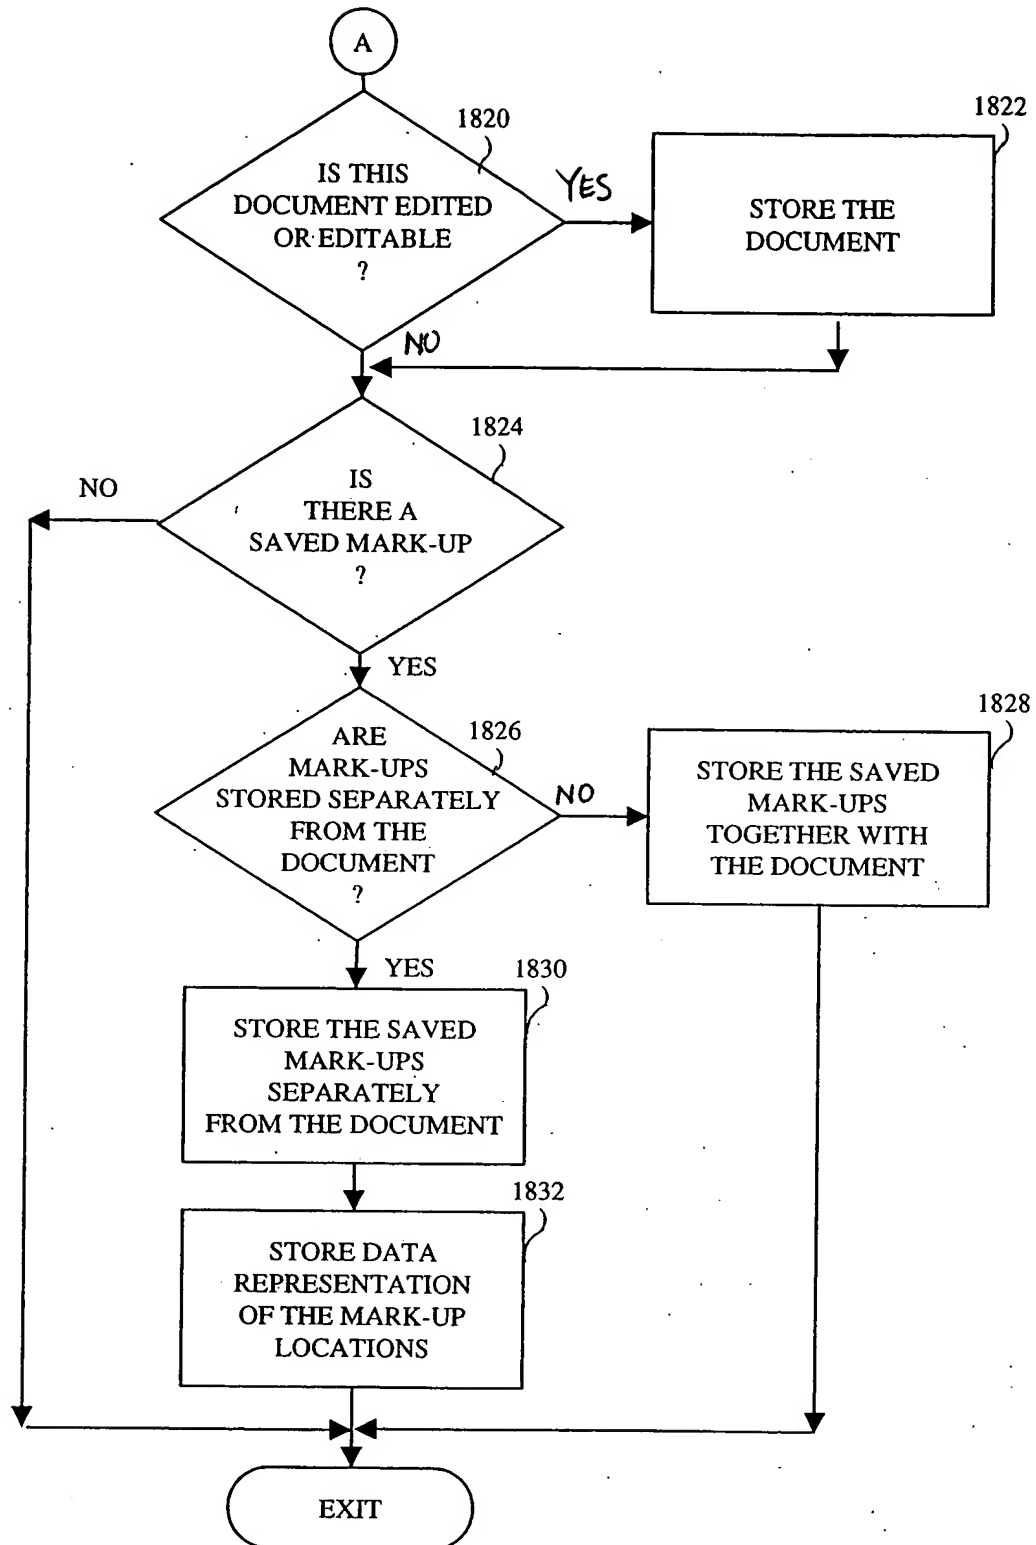 A
1820
1822
IS THIS
DOCUMENT EDITED
OR EDITABLE
?
YES
STORE THE
DOCUMENT
NO
1824
IS
THERE A
SAVED MARK-UP
?
NO
YES
1826
1828
ARE
MARK-UPS
STORED SEPARATELY
FROM THE
DOCUMENT
?
NO
STORE THE SAVED
MARK-UPS
TOGETHER WITH
THE DOCUMENT
YES
1830
STORE THE SAVED
MARK-UPS
SEPARATELY
FROM THE DOCUMENT
1832
STORE DATA
REPRESENTATION
OF THE MARK-UP
LOCATIONS
EXIT